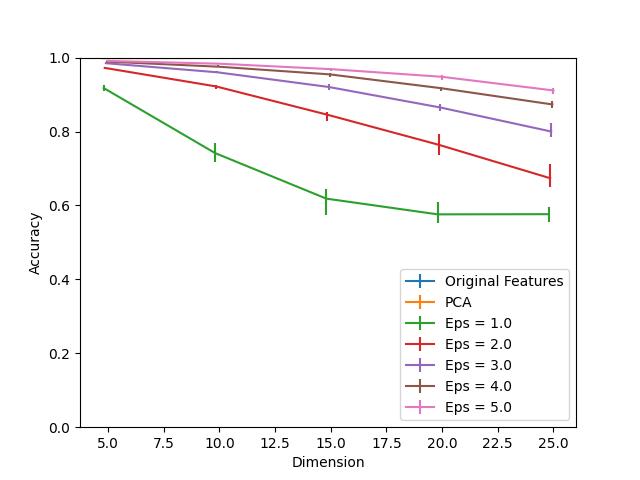 1.0
0.8
0.6
0.4
0.2
0.0
Accuracy
Original Features
PCA
Eps = 1.0
Eps = 2.0
Eps = 3.0
Eps = 4.0
Eps = 5.0
5.0 7.5 10.0 12.5 15.0 17.5 20.0 22.5 25.0
Dimension